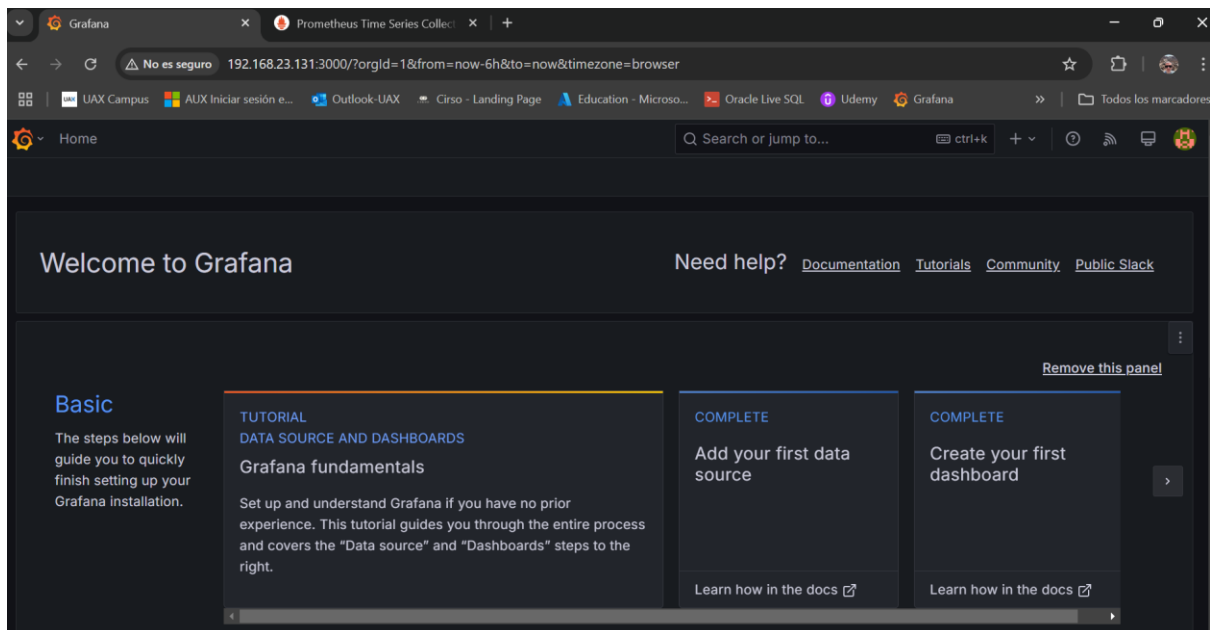 Grafana
Prometheus Time Series Collect
No es seguro 192.168.23.131:3000/?orgId=1&from=now-6h&to=now&timezone=browser
UAX UAX Campus AUX Iniciar sesión e... Outlook-UAX Cirso - Landing Page Education - Microso... Oracle Live SQL Udemy Grafana » Todos los marcadores
Home Search or jump to... ctrl+k
Welcome to Grafana
Need help? Documentation Tutorials Community Public Slack
Remove this panel
Basic
The steps below will
guide you to quickly
finish setting up your
Grafana installation.
TUTORIAL
DATA SOURCE AND DASHBOARDS
Grafana fundamentals
Set up and understand Grafana if you have no prior
experience. This tutorial guides you through the entire process
and covers the “Data source” and “Dashboards” steps to the
right.
COMPLETE
Add your first data
source
Learn how in the docs
COMPLETE
Create your first
dashboard
Learn how in the docs